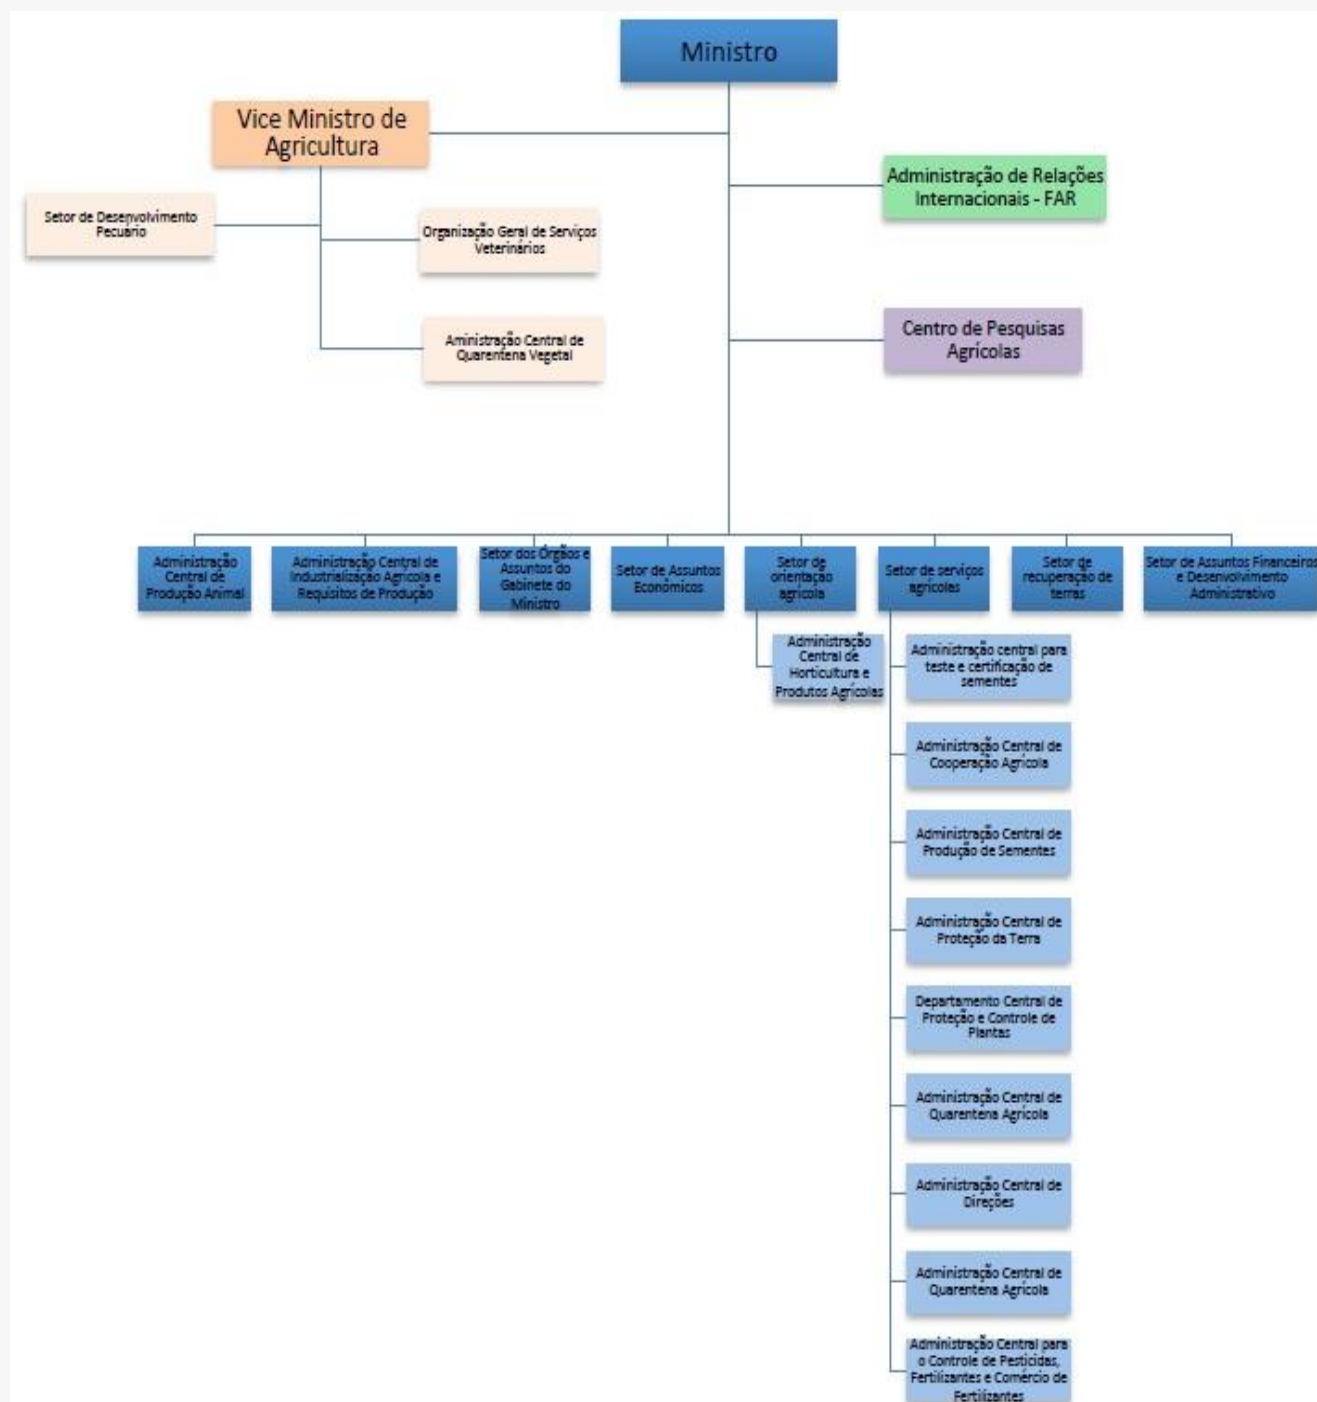 Ministro
Vice Ministro de
Agricultura
Administração de Relações
Internacionais - FAR
Setor de Desenvolvimento
Pecuário
Organização Geral de Serviços
Veterinários
Aministração Central de
Quarentena Vegetal
Centro de Pesquisas
Agrícolas
Administração
Central de
Produção Animal
Administração Central de
Industrialização Agrícola e
Requisitos de Produção
Setor dos Órgãos e
Assuntos do
Gabinete do
Ministro
Setor de Assuntos
Econômicos
Setor de
orientação
agrícola
Setor de serviços
agrícolas
Setor de
recuperação de
terras
Setor de Assuntos Financeiros
e Desenvolvimento
Administrativo
Administração
Central de
Horticultura e
Produtos Agrícolas
Administração central para
teste e certificação de
sementes
Administração Central de
Cooperação Agrícola
Administração Central de
Produção de Sementes
Administração Central de
Proteção da Terra
Departamento Central de
Proteção e Controle de
Plantas
Administração Central de
Quarentena Agrícola
Administração Central de
Direções
Administração Central de
Quarentena Agrícola
Administração Central para
o Controle de Pesticidas,
Fertilizantes e Comércio de
Fertilizantes